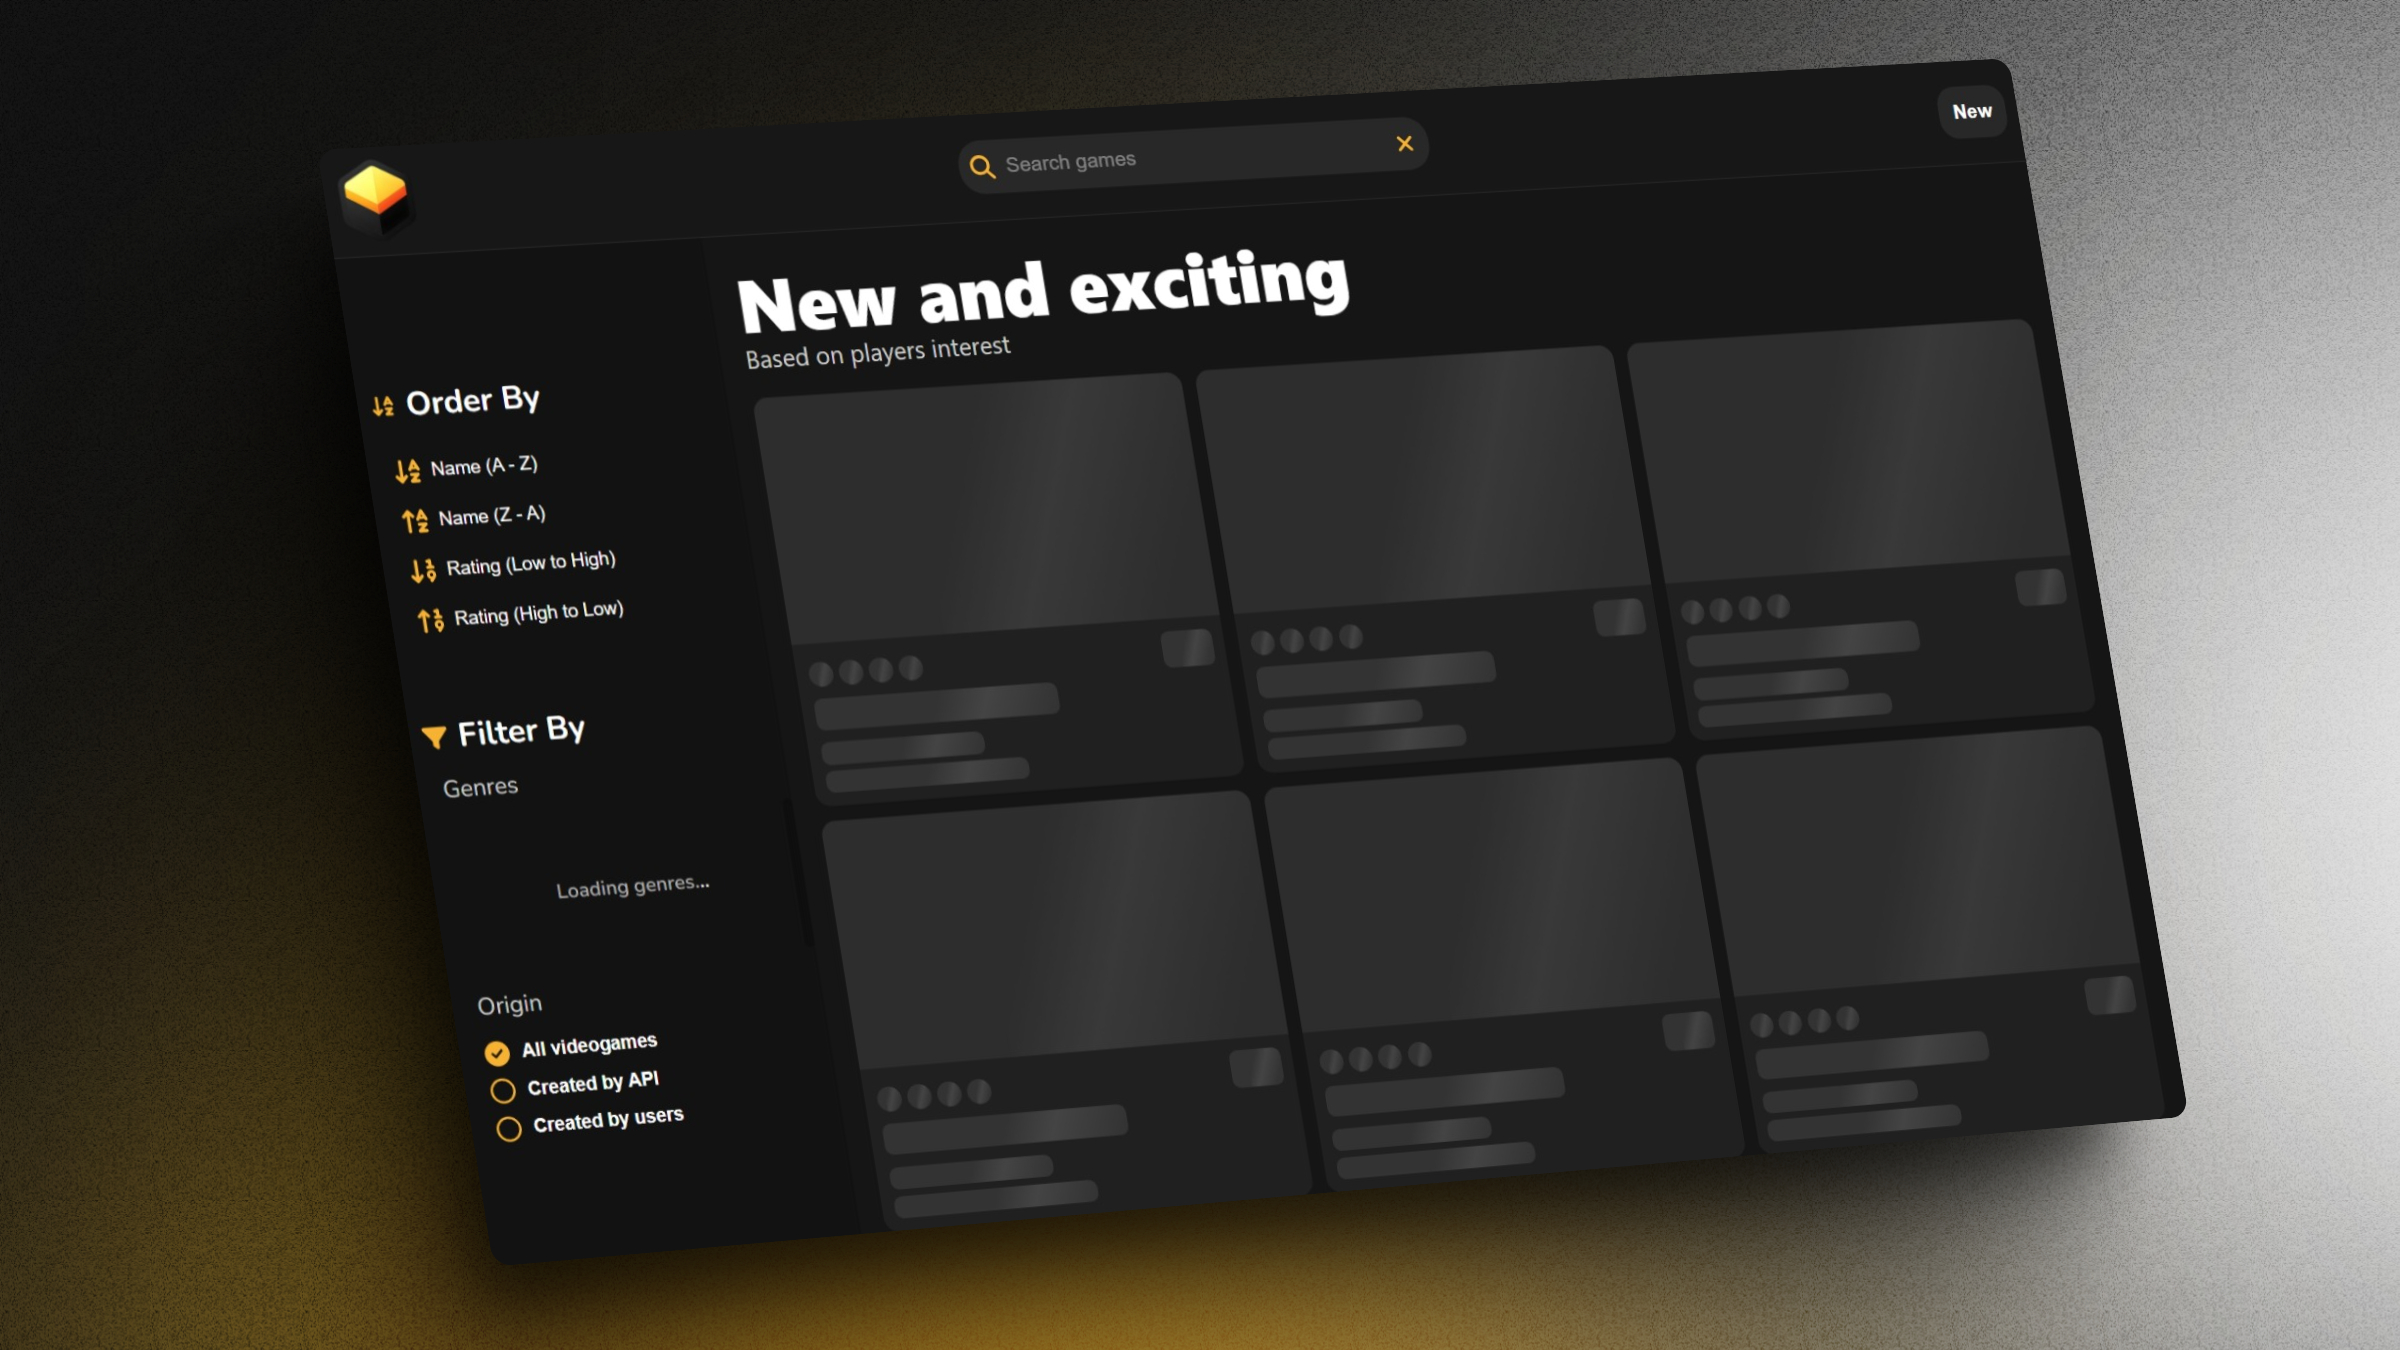 Search games
New
New and exciting
Based on players interest
Order By
Name (A - Z)
Name (Z - A)
Rating (Low to High)
Rating (High to Low)
Filter By
Genres
Loading genres...
Origin
All videogames
Created by API
Created by users